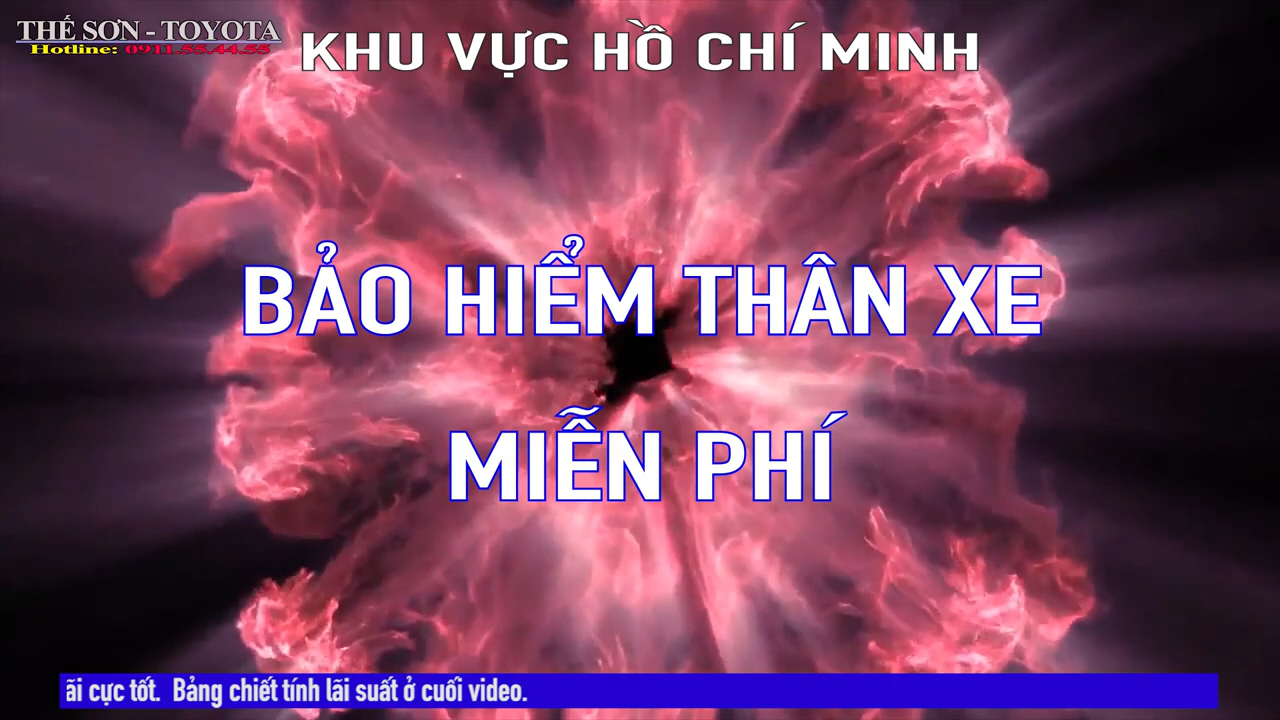 THẾ SƠN - TOYOTA
Hotline: 0911.55.44.55
KHU VỰC HỒ CHÍ MINH
BẢO HIỂM THÂN XE
MIỄN PHÍ
ãi cực tốt. Bảng chiết tính lãi suất ở cuối video.